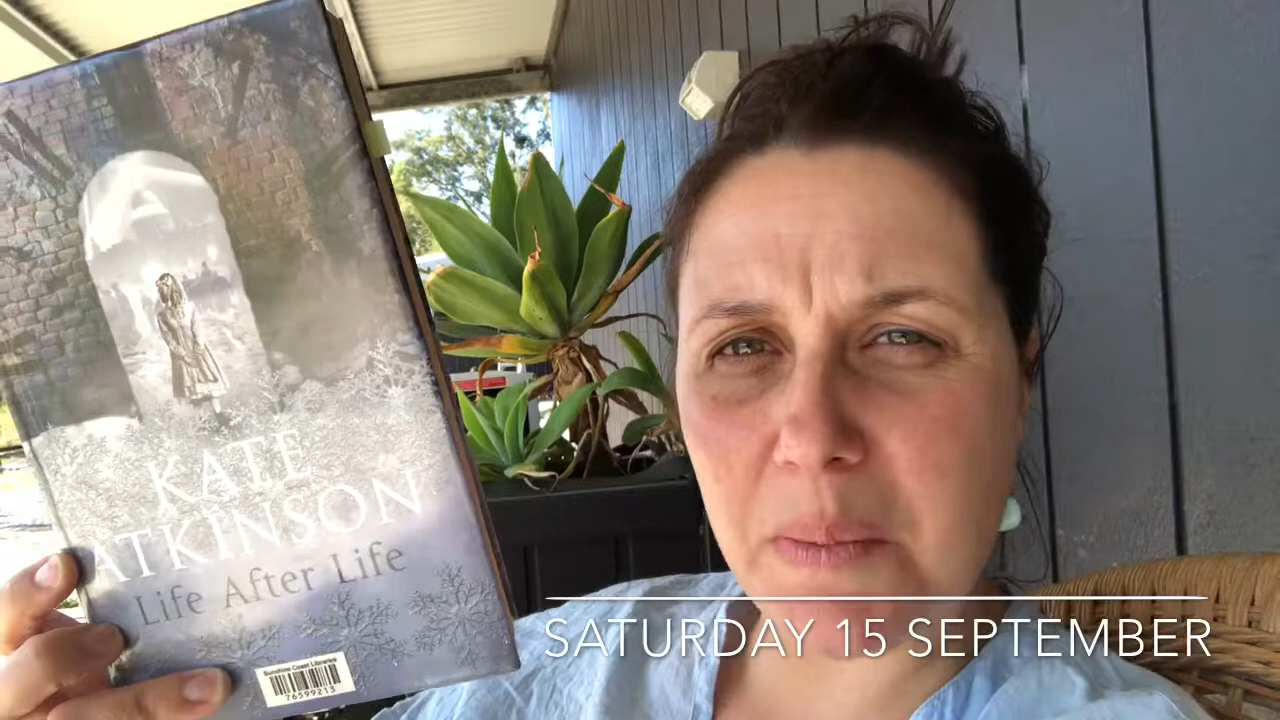 KATE
ATKINSON
Life After Life
Sunshine Coast Libraries
76599213
SATURDAY 15 SEPTEMBER